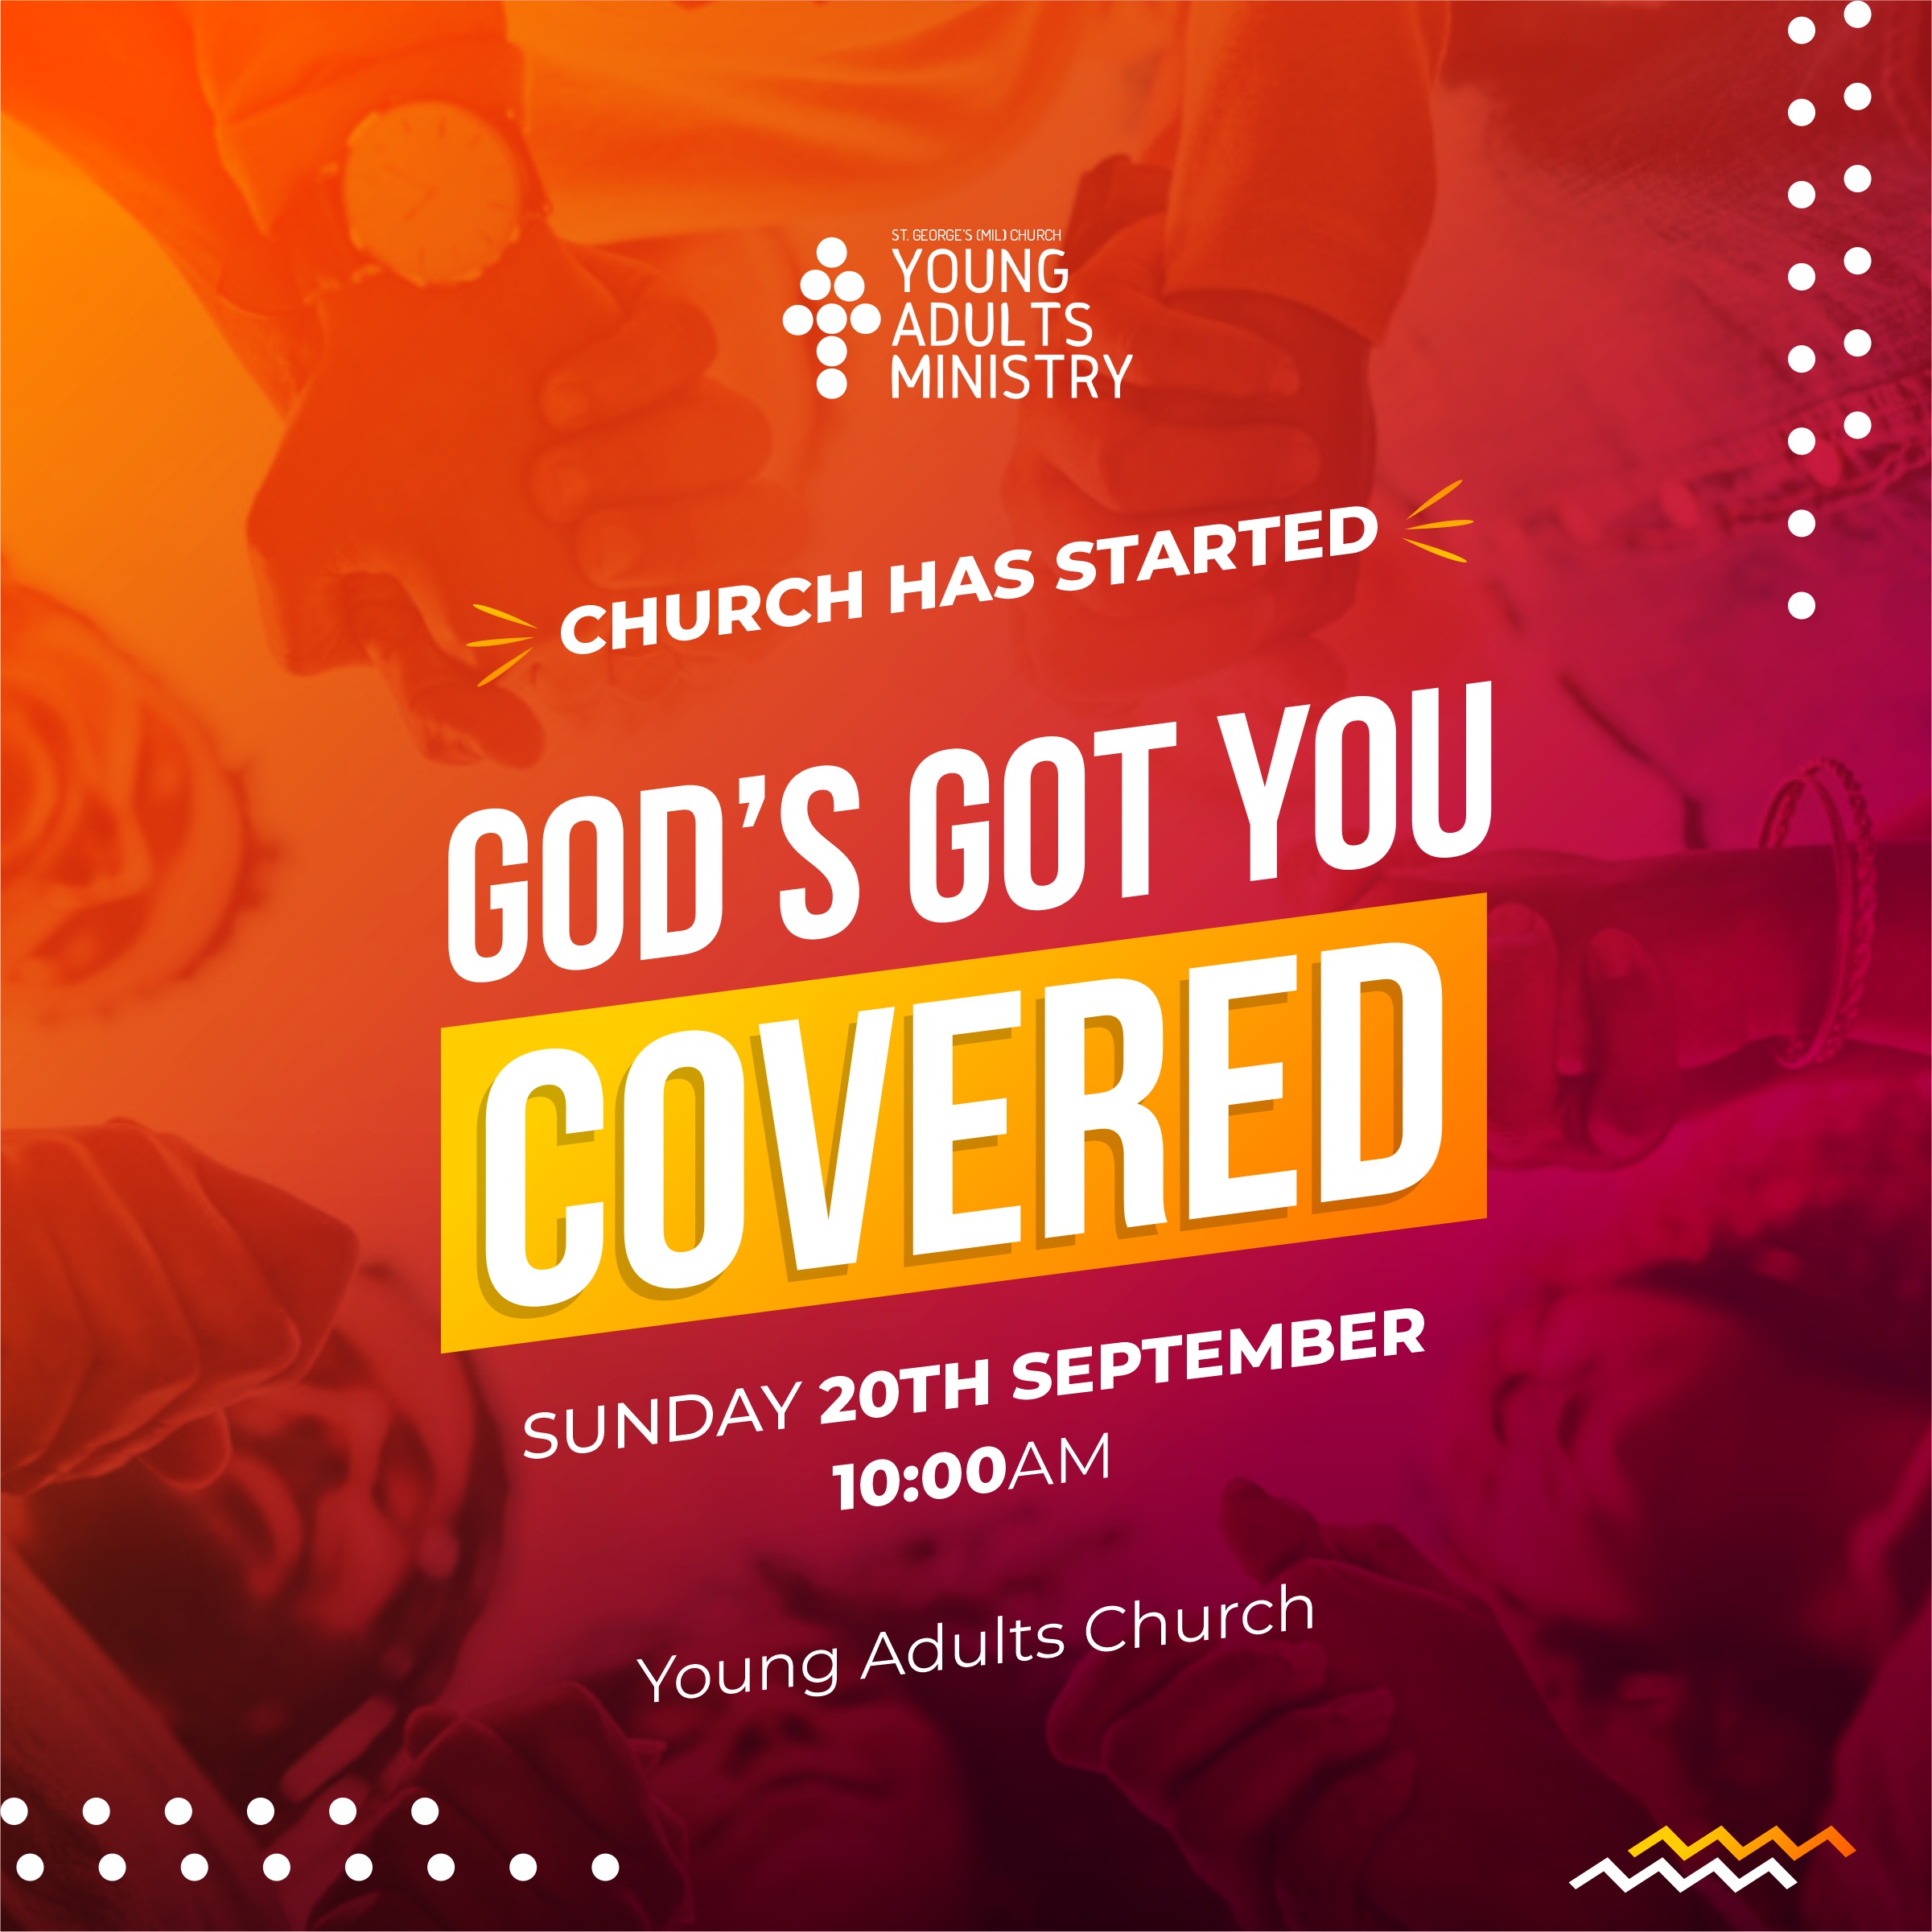 ST. GEORGE'S (MIL) CHURCH
YOUNG
ADULTS
MINISTRY
CHURCH HAS STARTED
GOD'S GOT YOU
COVERED
SUNDAY 20TH SEPTEMBER
10:00AM
Young Adults Church